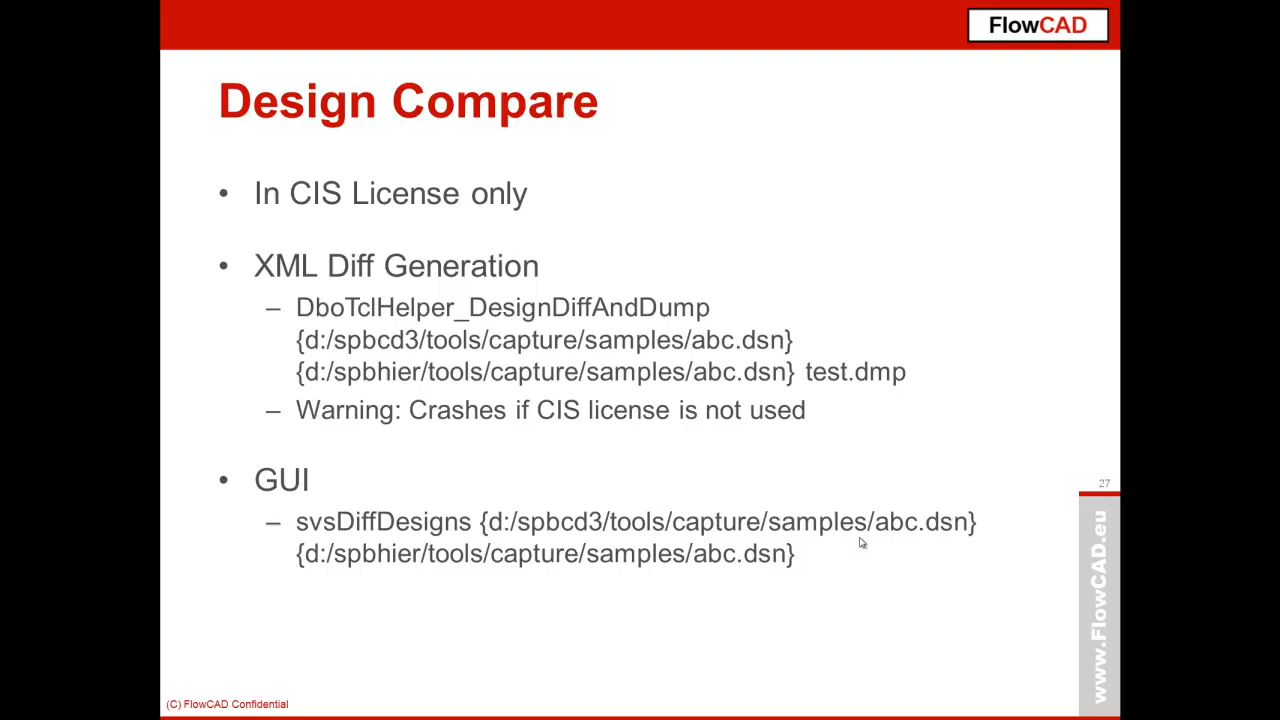 FlowCAD
Design Compare
• In CIS License only
• XML Diff Generation
– DboTclHelper_DesignDiffAndDump
{d:/spbcd3/tools/capture/samples/abc.dsn}
{d:/spbhier/tools/capture/samples/abc.dsn} test.dmp
– Warning: Crashes if CIS license is not used
• GUI
– svsDiffDesigns {d:/spbcd3/tools/capture/samples/abc.dsn}
{d:/spbhier/tools/capture/samples/abc.dsn}
27
www.FlowCAD.eu
(C) FlowCAD Confidential